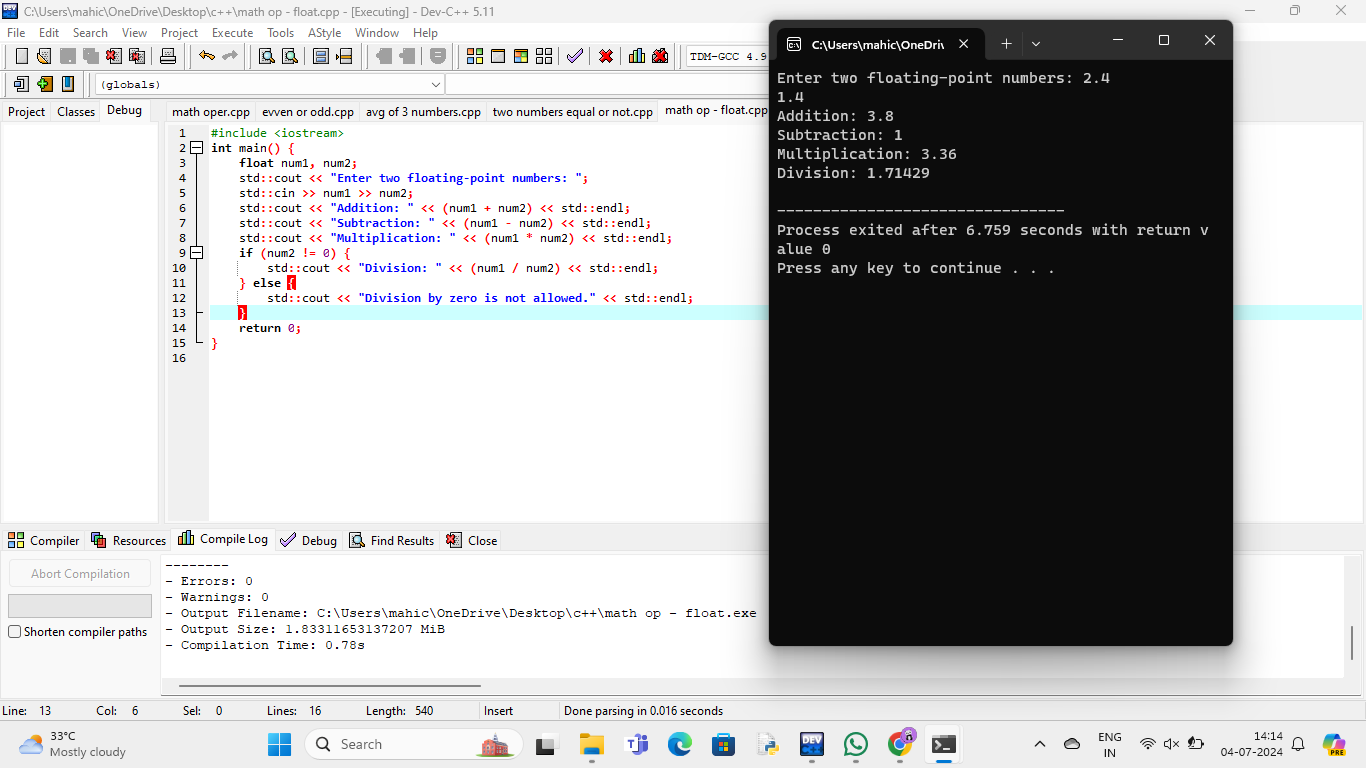 C:\Users\mahic\OneDrive\Desktop\c++\math op - float.cpp - [Executing] - Dev-C++ 5.11
File Edit Search View Project Execute Tools AStyle Window Help
TDM-GCC 4.9
(globals)
Project Classes Debug
math oper.cpp evven or odd.cpp avg of 3 numbers.cpp two numbers equal or not.cpp math op - float.cpp
1 #include <iostream>
2 int main() {
3 float num1, num2;
4 std::cout << "Enter two floating-point numbers: ";
5 std::cin >> num1 >> num2;
6 std::cout << "Addition: " << (num1 + num2) << std::endl;
7 std::cout << "Subtraction: " << (num1 - num2) << std::endl;
8 std::cout << "Multiplication: " << (num1 * num2) << std::endl;
9 if (num2 != 0) {
10 std::cout << "Division: " << (num1 / num2) << std::endl;
11 } else {
12 std::cout << "Division by zero is not allowed." << std::endl;
13 }
14 return 0;
15 }
16
C:\Users\mahic\OneDri
Enter two floating-point numbers: 2.4
1.4
Addition: 3.8
Subtraction: 1
Multiplication: 3.36
Division: 1.71429
--------------------------------
Process exited after 6.759 seconds with return v
alue 0
Press any key to continue . . .
Compiler Resources Compile Log Debug Find Results Close
Abort Compilation
Shorten compiler paths
--------
- Errors: 0
- Warnings: 0
- Output Filename: C:\Users\mahic\OneDrive\Desktop\c++\math op - float.exe
- Output Size: 1.83311653137207 MiB
- Compilation Time: 0.78s
Line: 13 Col: 6 Sel: 0 Lines: 16 Length: 540 Insert Done parsing in 0.016 seconds
33°C
Mostly cloudy
Search
DEV
ENG
IN
14:14
04-07-2024
PRE